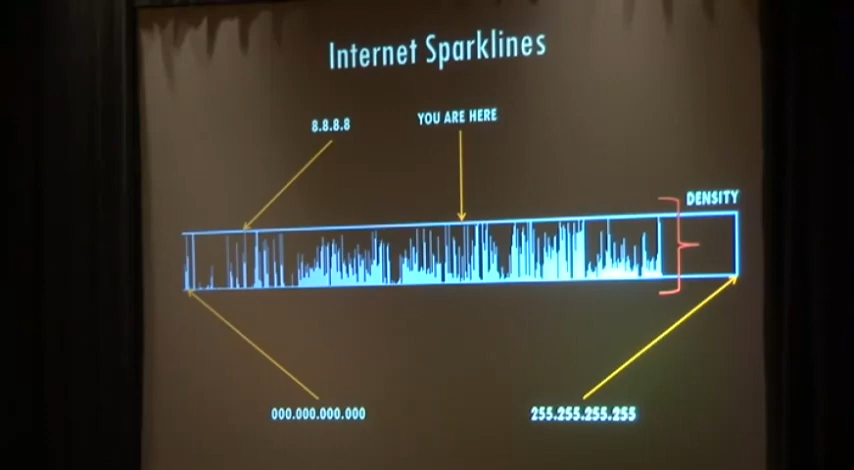 Internet Sparklines
8.8.8.8
YOU ARE HERE
DENSITY
000.000.000.000
255.255.255.255